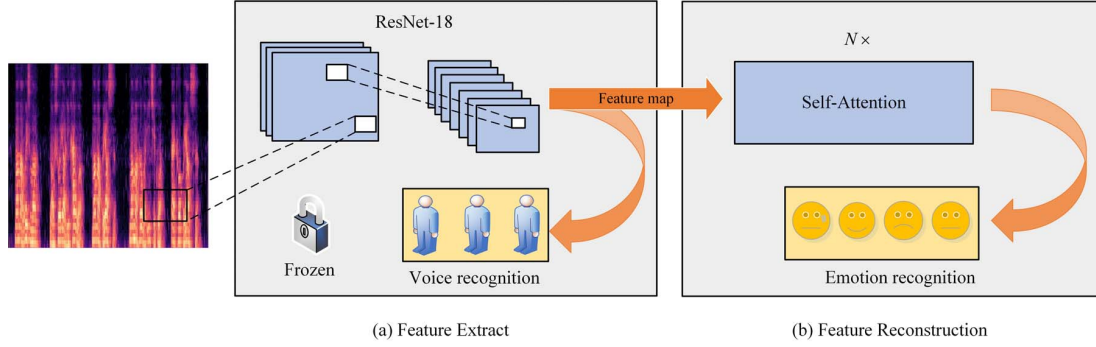 ResNet-18
N ×
Feature map
Self-Attention
Frozen
Voice recognition
Emotion recognition
(a) Feature Extract
(b) Feature Reconstruction